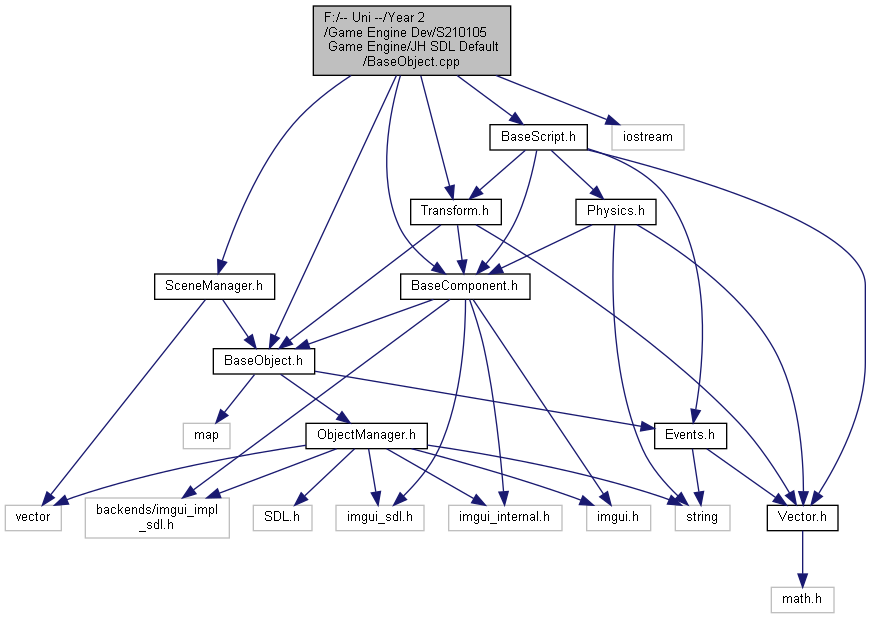 F:/-- Uni --/Year 2
/Game Engine Dev/S210105
Game Engine/JH SDL Default
/BaseObject.cpp
BaseScript.h
iostream
Transform.h
Physics.h
SceneManager.h
BaseComponent.h
BaseObject.h
map
ObjectManager.h
Events.h
vector
backends/imgui_impl
_sdl.h
SDL.h
imgui_sdl.h
imgui_internal.h
imgui.h
string
Vector.h
math.h